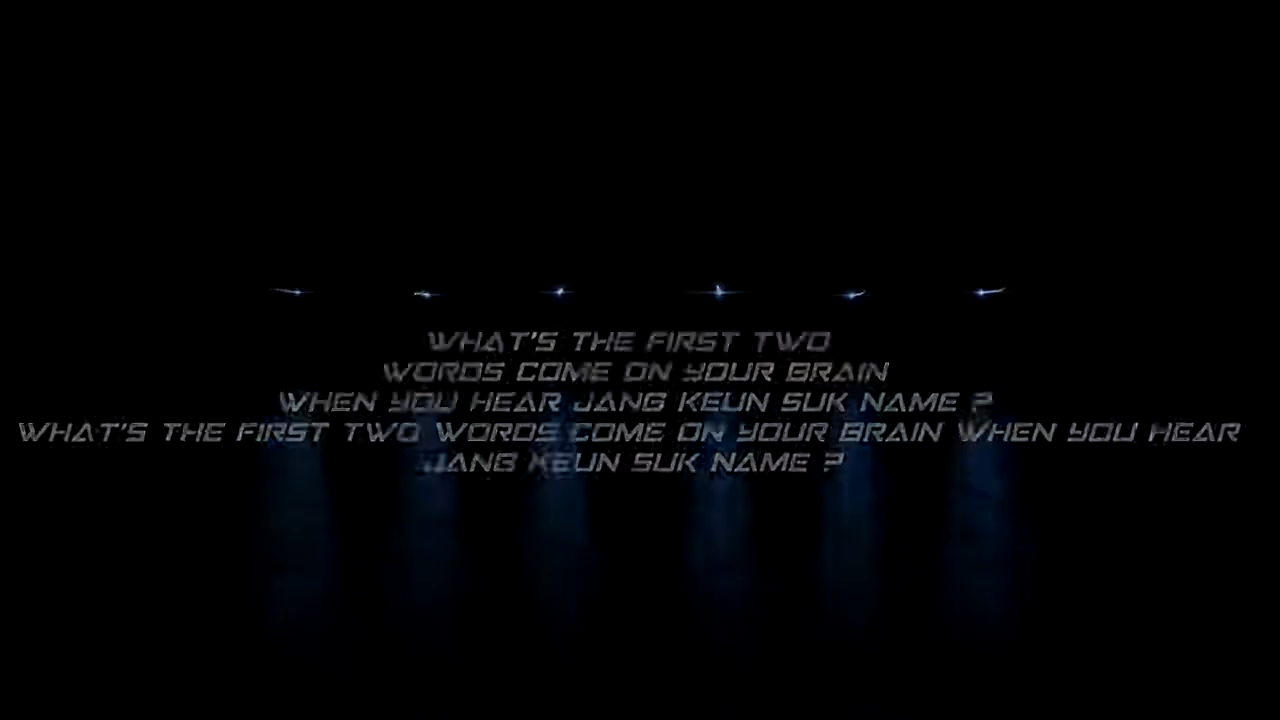 WHAT'S THE FIRST TWO
WORDS COME ON YOUR BRAIN
WHEN YOU HEAR JANG KEUN SUK NAME ?
WHAT'S THE FIRST TWO WORDS COME ON YOUR BRAIN WHEN YOU HEAR
JANG KEUN SUK NAME ?